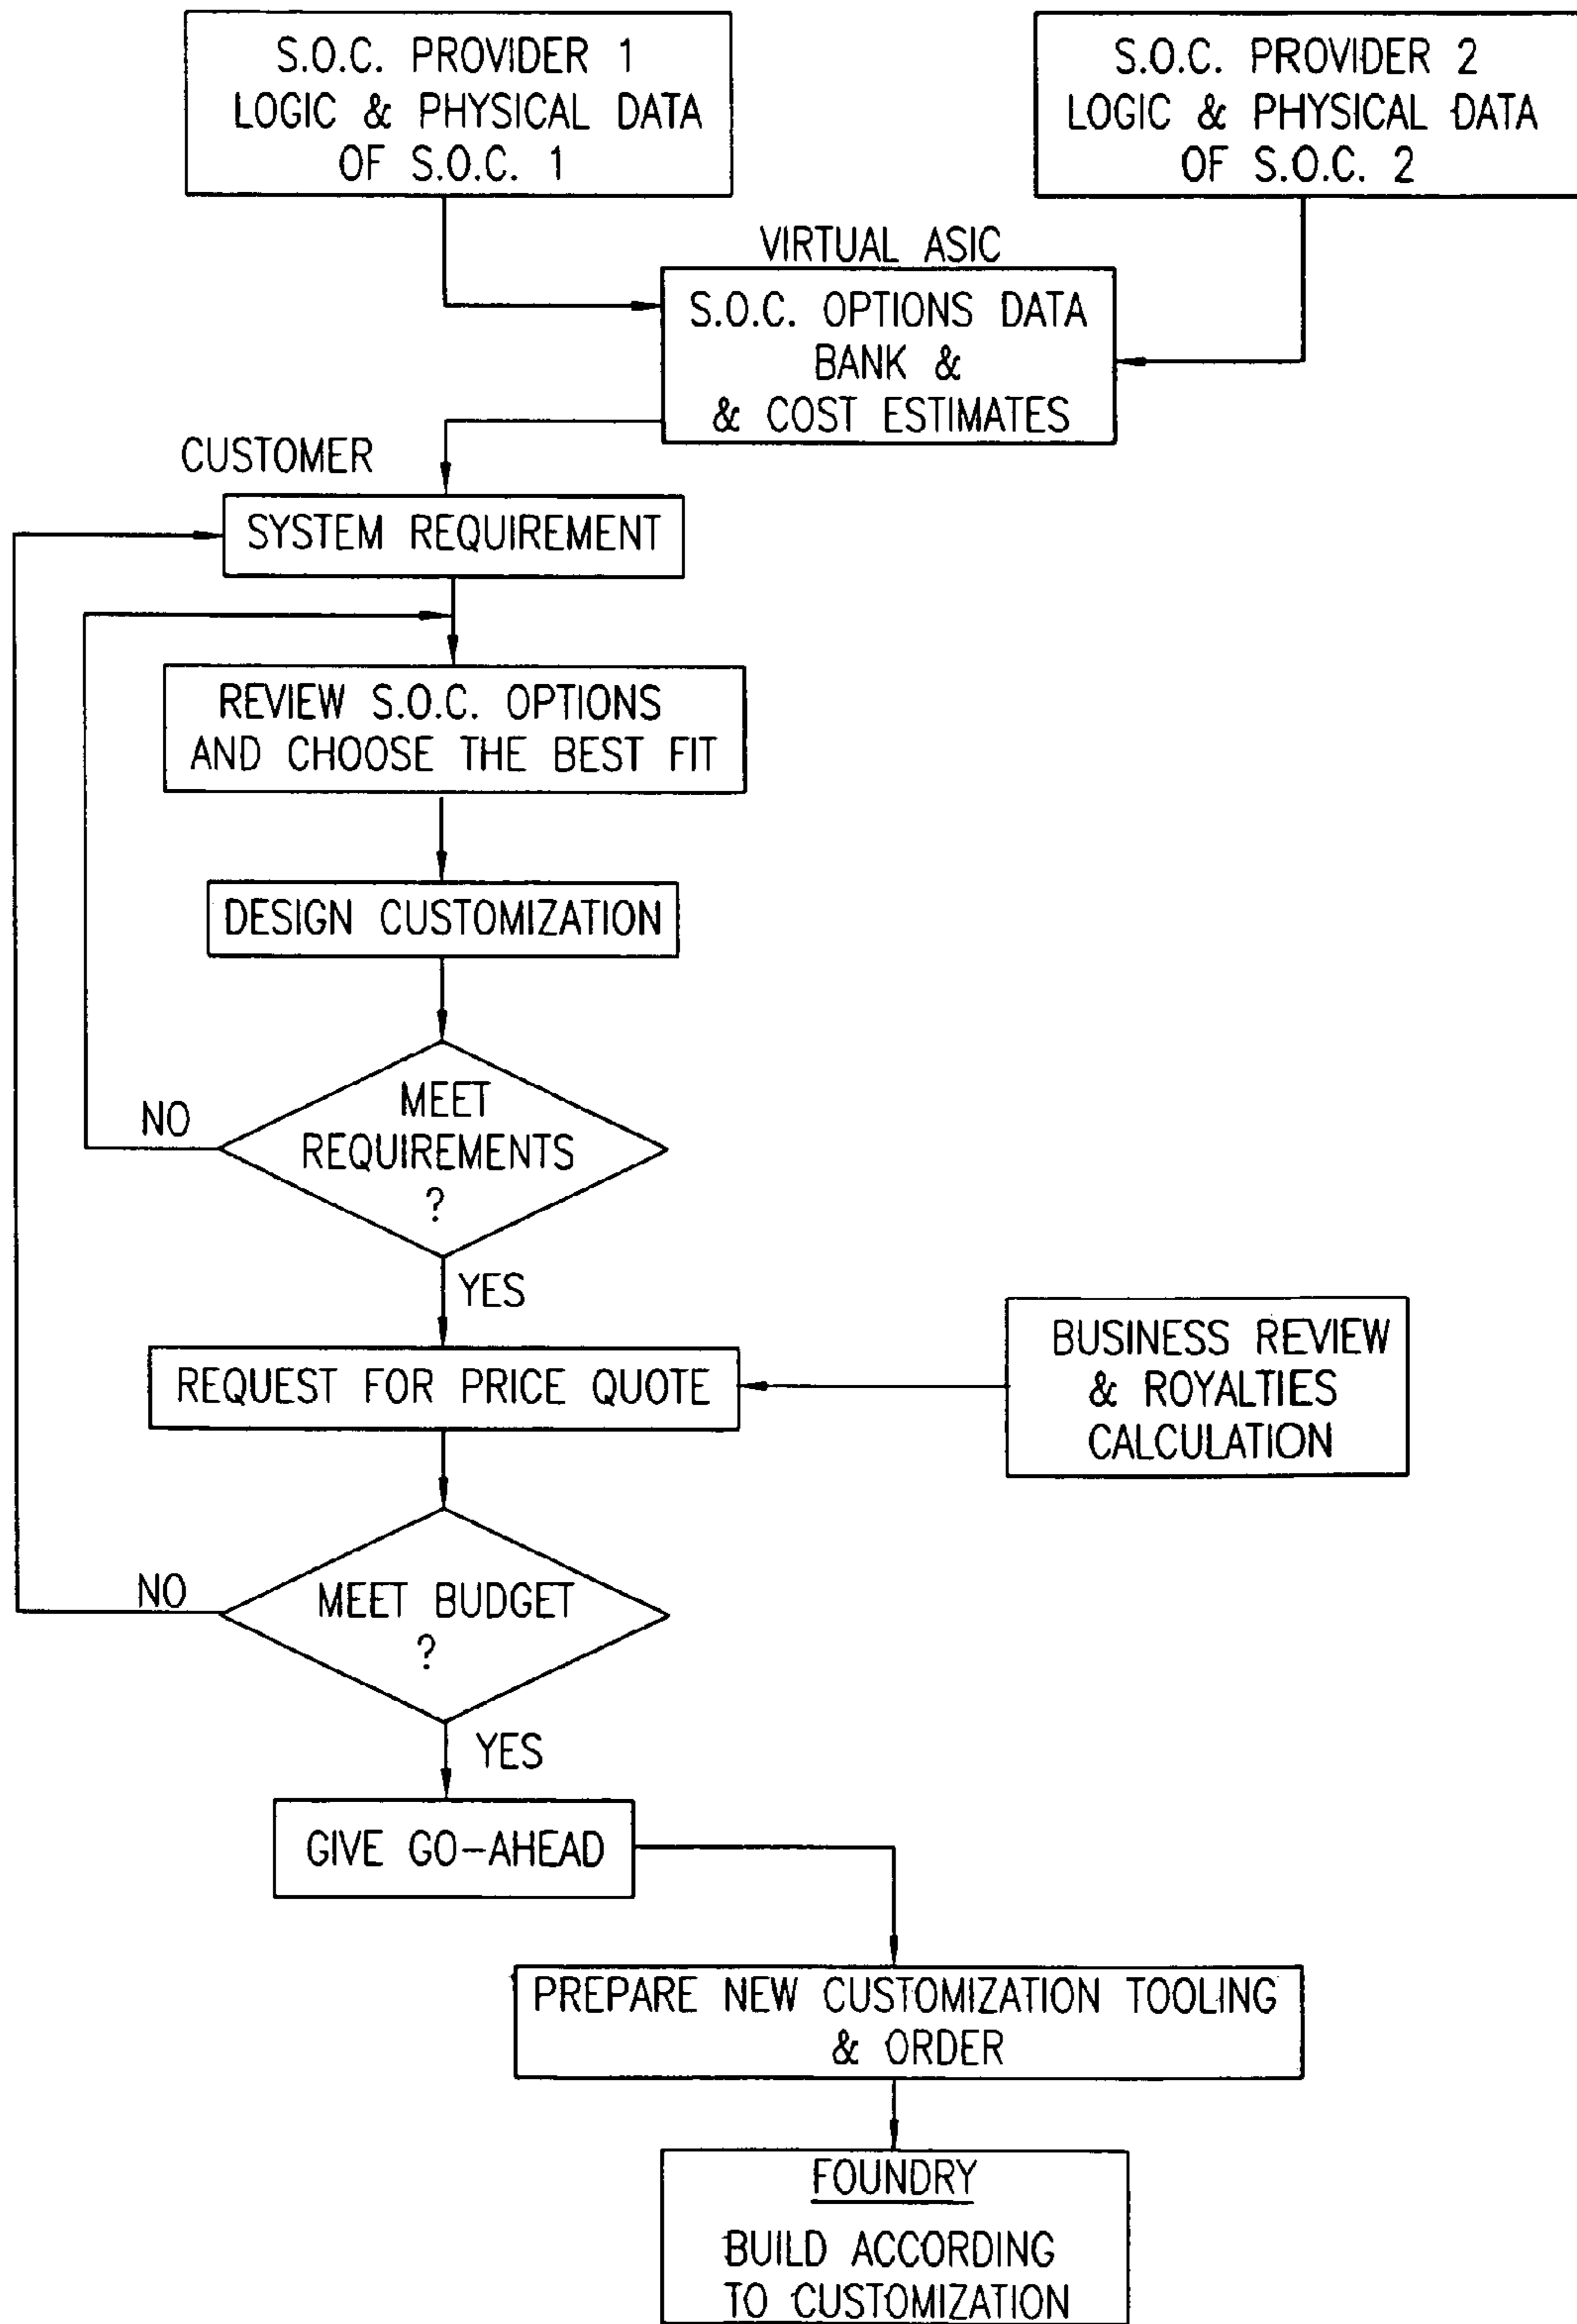 S.O.C. PROVIDER 1
LOGIC & PHYSICAL DATA
OF S.O.C. 1
S.O.C. PROVIDER 2
LOGIC & PHYSICAL DATA
OF S.O.C. 2
VIRTUAL ASIC
S.O.C. OPTIONS DATA
BANK &
& COST ESTIMATES
CUSTOMER
SYSTEM REQUIREMENT
REVIEW S.O.C. OPTIONS
AND CHOOSE THE BEST FIT
DESIGN CUSTOMIZATION
MEET
REQUIREMENTS
?
NO
YES
REQUEST FOR PRICE QUOTE
BUSINESS REVIEW
& ROYALTIES
CALCULATION
MEET BUDGET
?
NO
YES
GIVE GO-AHEAD
PREPARE NEW CUSTOMIZATION TOOLING
& ORDER
FOUNDRY
BUILD ACCORDING
TO CUSTOMIZATION